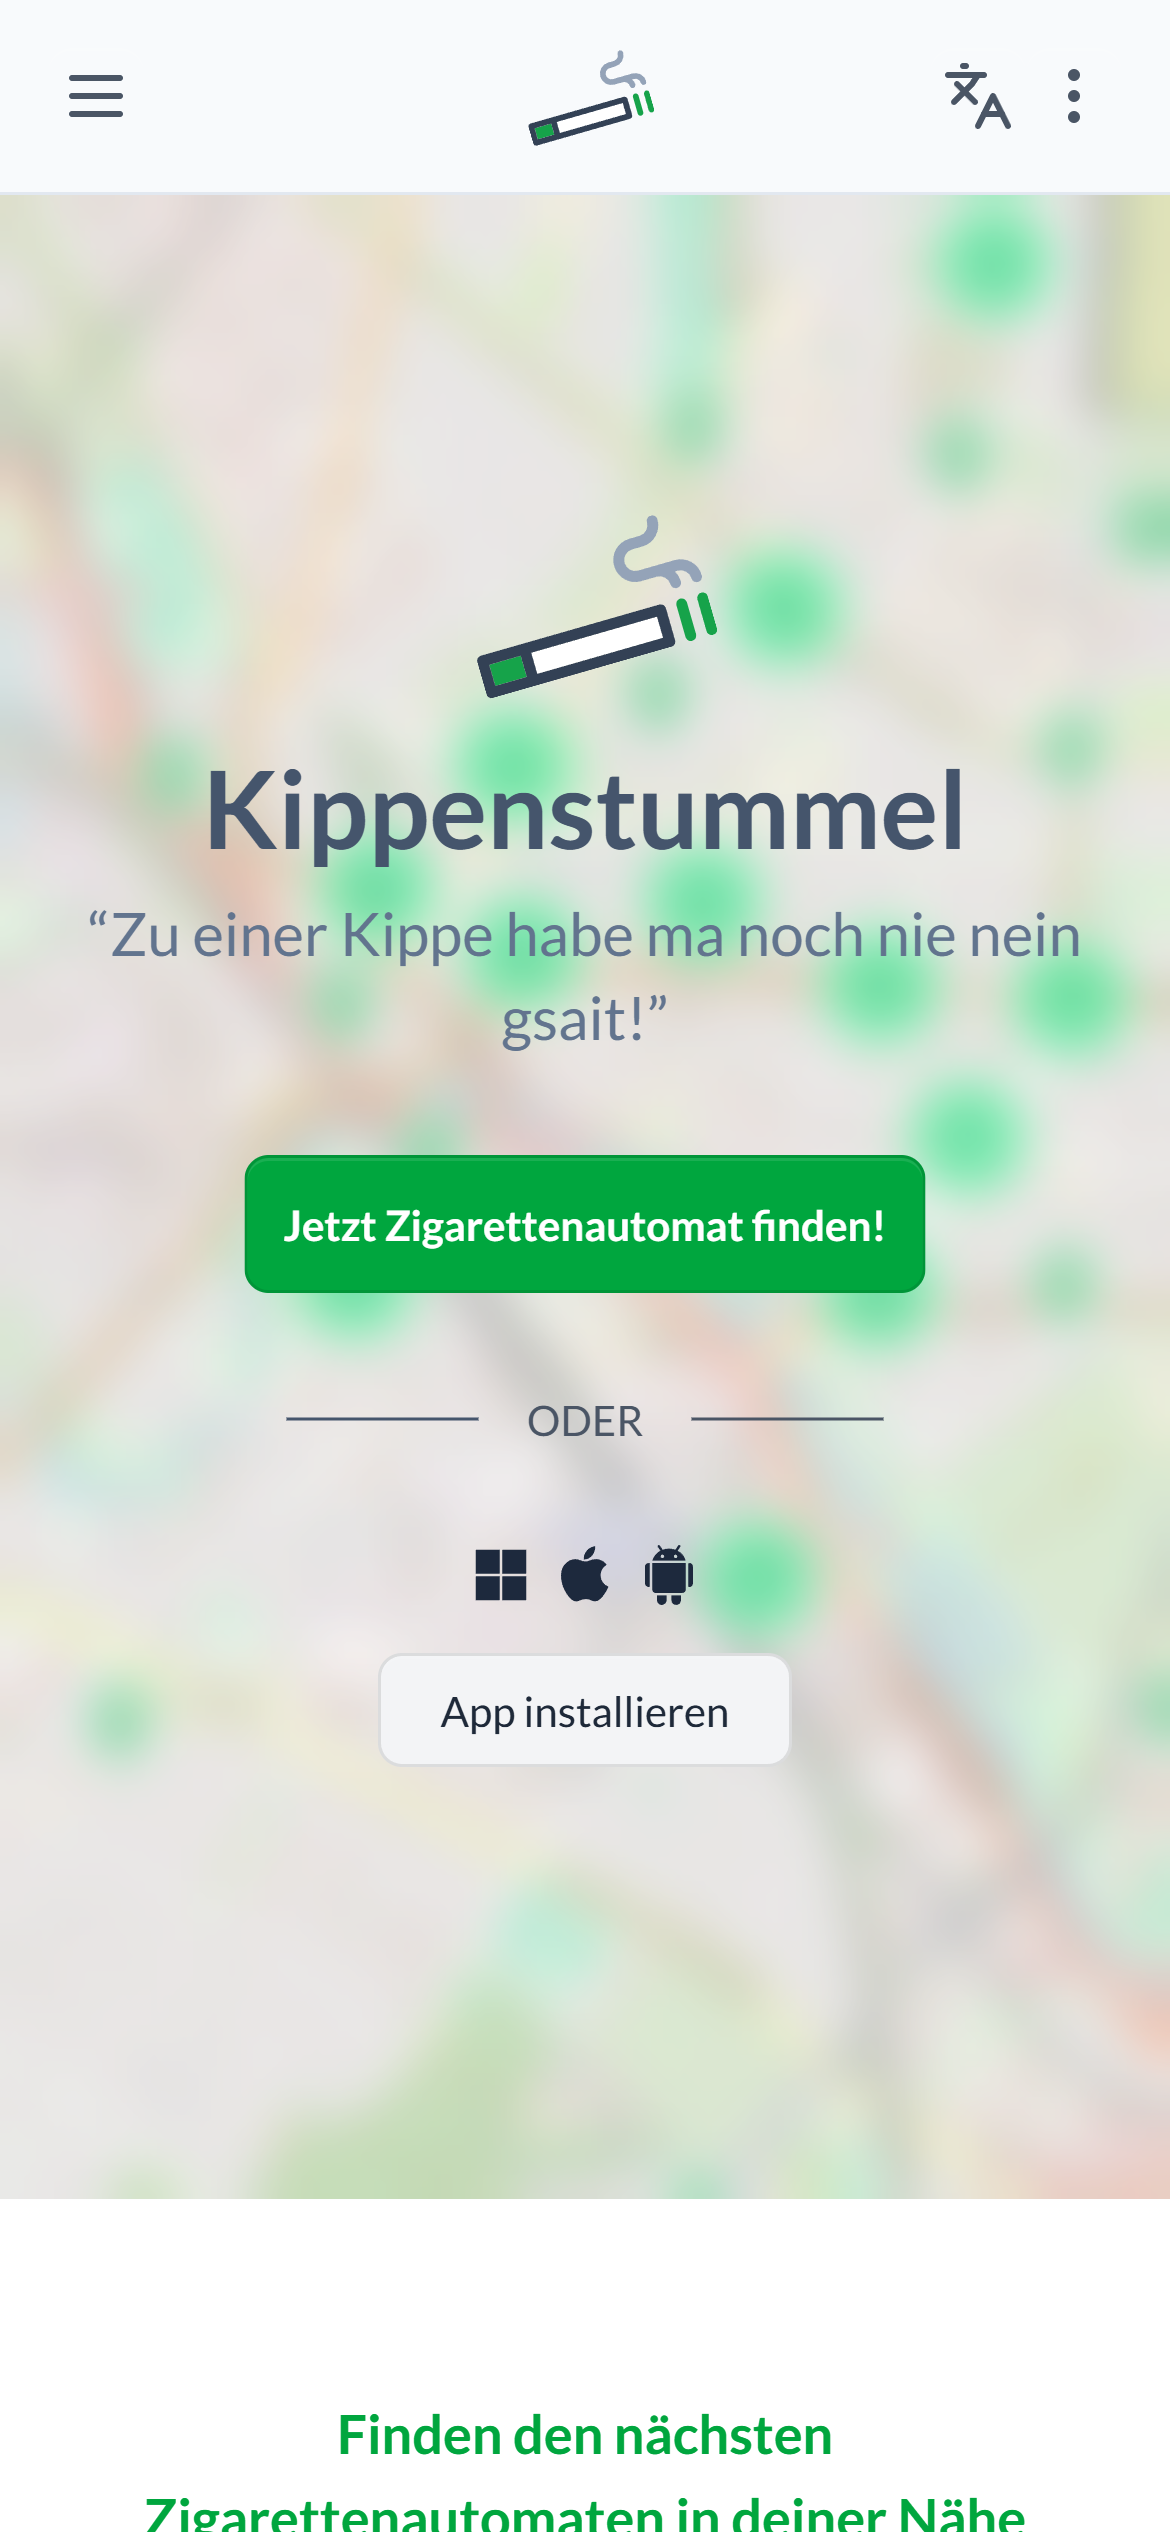 Kippenstummel
“Zu einer Kippe habe ma noch nie nein
gsait!”
Jetzt Zigarettenautomat finden!
ODER
App installieren
Finden den nächsten
Zigarettenautomaten in deiner Nähe